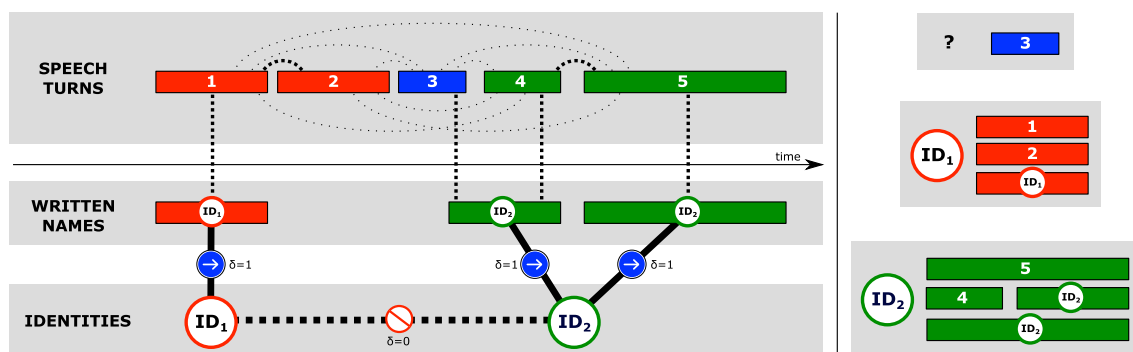 SPEECH
TURNS
1 2 3 4 5
time
WRITTEN
NAMES
ID₁ ID₂ ID₂
δ=1 δ=1 δ=1
IDENTITIES
ID₁ ID₂
δ=0
? 3
ID₁
1
2
ID₁
ID₂
5
4 ID₂
ID₂